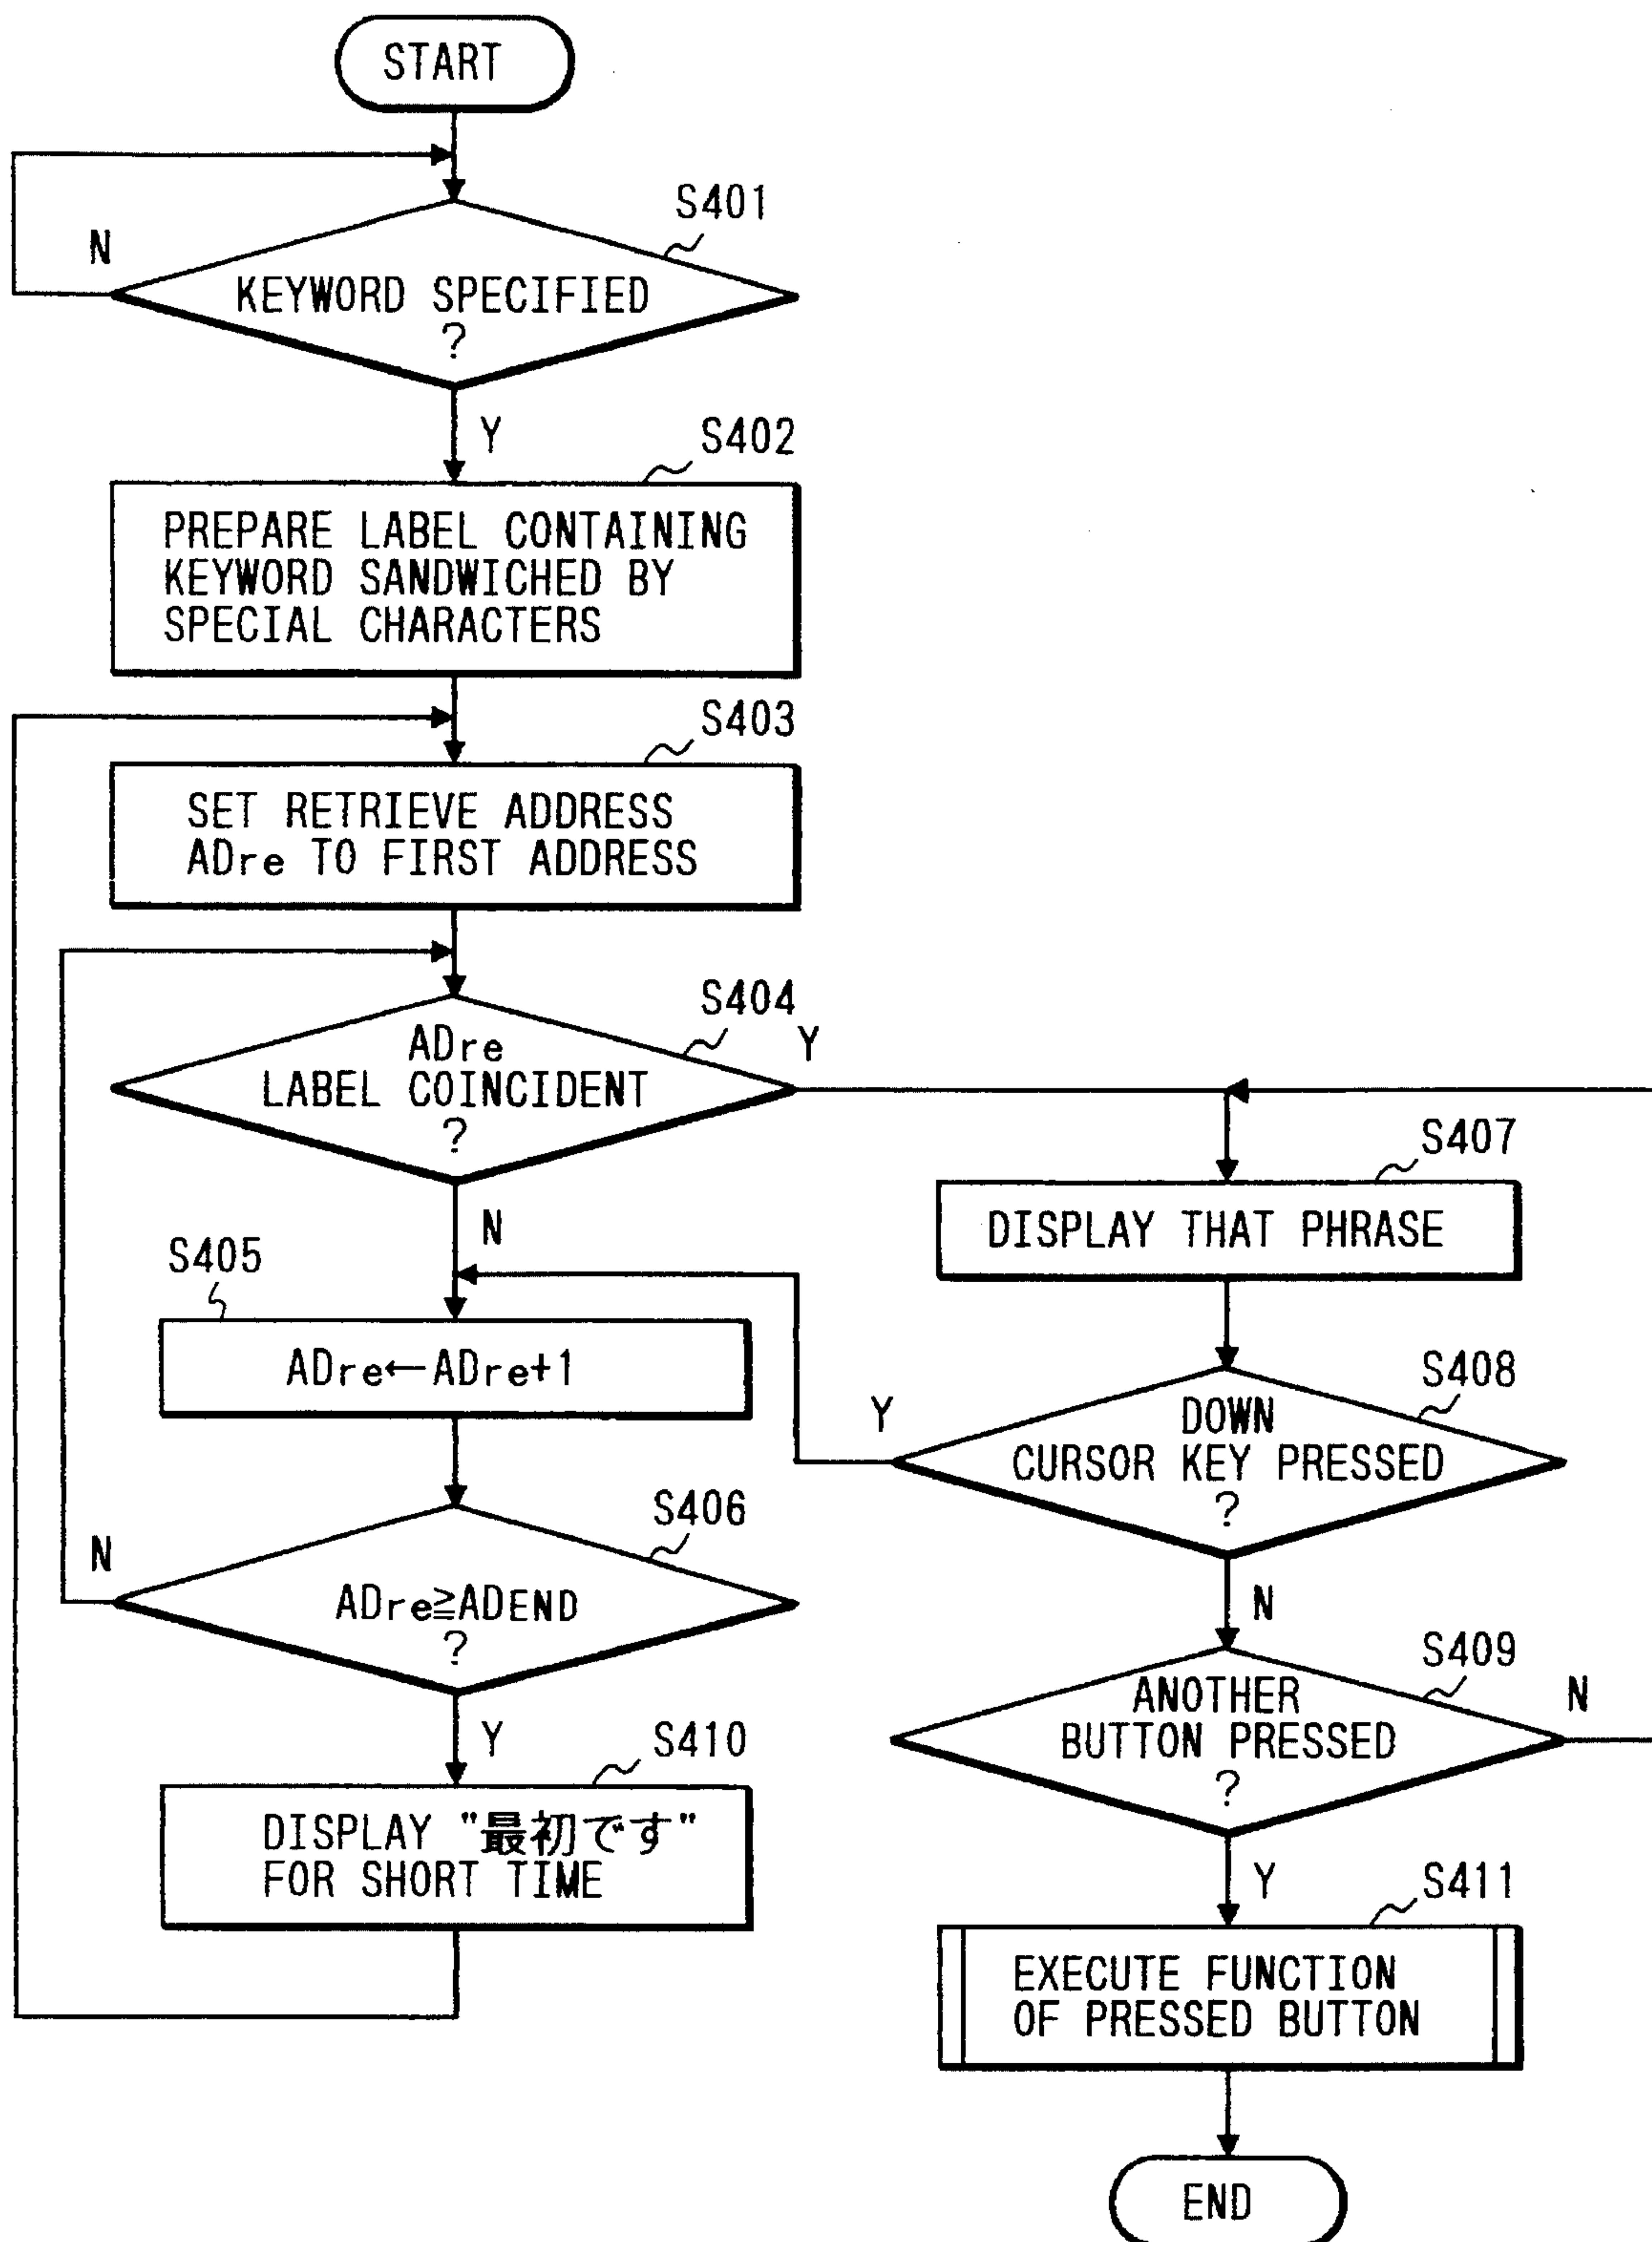 START
S401
N
KEYWORD SPECIFIED
?
Y
S402
PREPARE LABEL CONTAINING
KEYWORD SANDWICHED BY
SPECIAL CHARACTERS
S403
SET RETRIEVE ADDRESS
ADre TO FIRST ADDRESS
S404
Y
ADre
LABEL COINCIDENT
?
N
S405
ADre←ADre+1
S406
N
ADre≧ADEND
?
Y
S410
DISPLAY "最初です"
FOR SHORT TIME
S407
DISPLAY THAT PHRASE
S408
Y
DOWN
CURSOR KEY PRESSED
?
N
S409
N
ANOTHER
BUTTON PRESSED
?
Y
S411
EXECUTE FUNCTION
OF PRESSED BUTTON
END